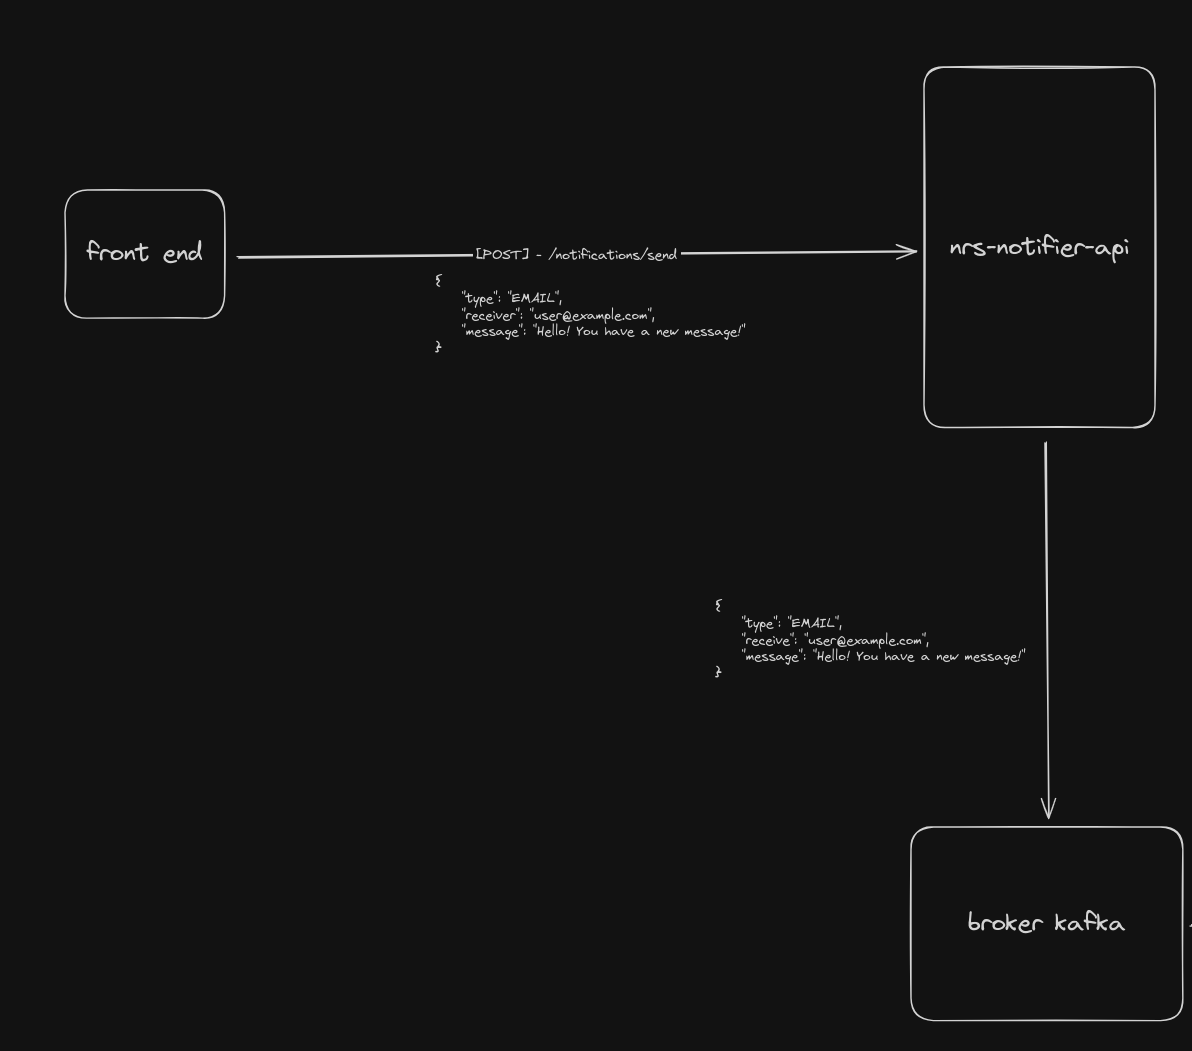 front end
[POST] - /notifications/send
{
"type": "EMAIL",
"receiver": "user@example.com",
"message": "Hello! You have a new message!"
}
nrs-notifier-api
{
"type": "EMAIL",
"receive": "user@example.com",
"message": "Hello! You have a new message!"
}
broker kafka